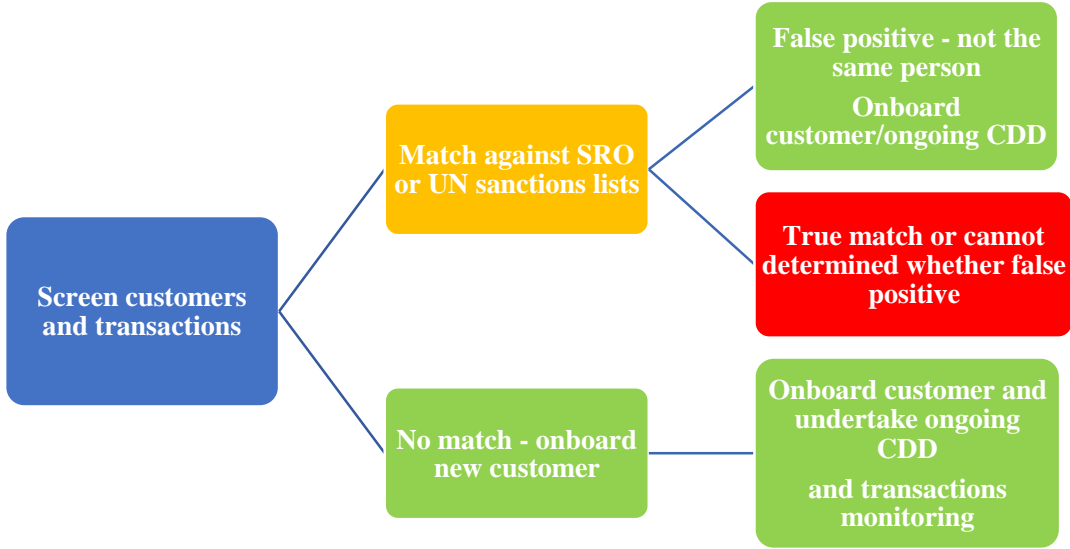 Screen customers
and transactions
Match against SRO
or UN sanctions lists
False positive - not the
same person
Onboard
customer/ongoing CDD
True match or cannot
determined whether false
positive
No match - onboard
new customer
Onboard customer and
undertake ongoing
CDD
and transactions
monitoring